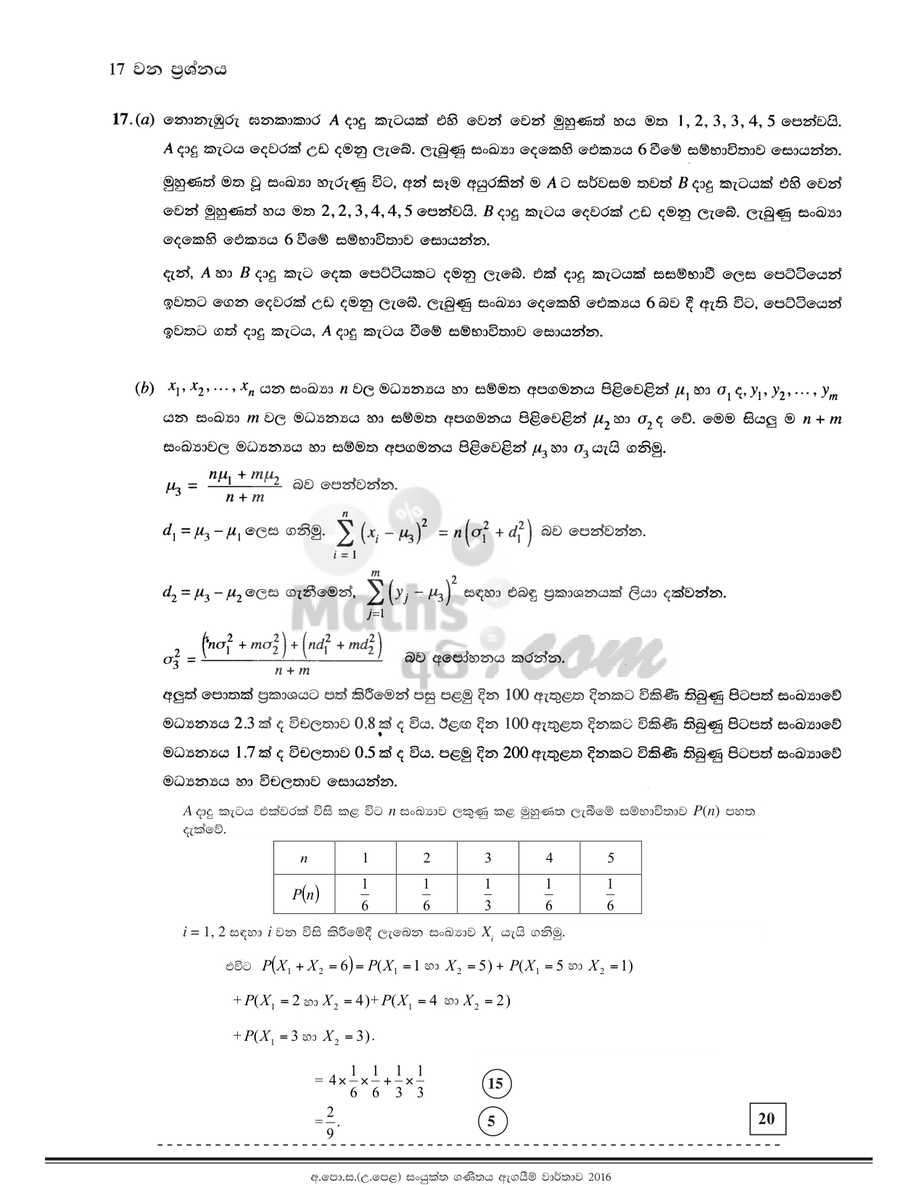 17 වන ප්‍රශ්නය
17.(a) නොනැඹුරු ඝනකාකාර A දාදු කැටයක් එහි වෙන් වෙන් මුහුණත් හය මත 1, 2, 3, 3, 4, 5 පෙන්වයි.
A දාදු කැටය දෙවරක් උඩ දමනු ලැබේ. ලැබුණු සංඛ්‍යා දෙකෙහි ඓක්‍යය 6 වීමේ සම්භාවිතාව සොයන්න.
මුහුණත් මත වූ සංඛ්‍යා හැරුණු විට, අන් සෑම අයුරකින් ම A ට සර්වසම තවත් B දාදු කැටයක් එහි වෙන්
වෙන් මුහුණත් හය මත 2, 2, 3, 4, 4, 5 පෙන්වයි. B දාදු කැටය දෙවරක් උඩ දමනු ලැබේ. ලැබුණු සංඛ්‍යා
දෙකෙහි ඓක්‍යය 6 වීමේ සම්භාවිතාව සොයන්න.
දැන්, A හා B දාදු කැට දෙක පෙට්ටියකට දමනු ලැබේ. එක් දාදු කැටයක් සසම්භාවී ලෙස පෙට්ටියෙන්
ඉවතට ගෙන දෙවරක් උඩ දමනු ලැබේ. ලැබුණු සංඛ්‍යා දෙකෙහි ඓක්‍යය 6 බව දී ඇති විට, පෙට්ටියෙන්
ඉවතට ගත් දාදු කැටය, A දාදු කැටය වීමේ සම්භාවිතාව සොයන්න.
(b) x₁, x₂, ..., xₙ යන සංඛ්‍යා n වල මධ්‍යන්‍යය හා සම්මත අපගමනය පිළිවෙළින් μ₁ හා σ₁ ද, y₁, y₂, ..., yₘ
යන සංඛ්‍යා m වල මධ්‍යන්‍යය හා සම්මත අපගමනය පිළිවෙළින් μ₂ හා σ₂ ද වේ. මෙම සියලු ම n + m
සංඛ්‍යාවල මධ්‍යන්‍යය හා සම්මත අපගමනය පිළිවෙළින් μ₃ හා σ₃ යැයි ගනිමු.
μ₃ = (nμ₁ + mμ₂)/(n + m) බව පෙන්වන්න.
d₁ = μ₃ – μ₁ ලෙස ගනිමු. ∑ᵢ₌₁ⁿ (xᵢ – μ₃)² = n(σ₁² + d₁²) බව පෙන්වන්න.
d₂ = μ₃ – μ₂ ලෙස ගැනීමෙන්, ∑ⱼ₌₁ᵐ (yⱼ – μ₃)² සඳහා එබඳු ප්‍රකාශනයක් ලියා දක්වන්න.
σ₃² = ((nσ₁² + mσ₂²) + (nd₁² + md₂²))/(n + m) බව අපෝහනය කරන්න.
අලුත් පොතක් ප්‍රකාශයට පත් කිරීමෙන් පසු පළමු දින 100 ඇතුළත දිනකට විකිණී තිබුණු පිටපත් සංඛ්‍යාවේ
මධ්‍යන්‍යය 2.3 ක් ද විචලතාව 0.8 ක් ද විය. ඊළඟ දින 100 ඇතුළත දිනකට විකිණී තිබුණු පිටපත් සංඛ්‍යාවේ
මධ්‍යන්‍යය 1.7 ක් ද විචලතාව 0.5 ක් ද විය. පළමු දින 200 ඇතුළත දිනකට විකිණී තිබුණු පිටපත් සංඛ්‍යාවේ
මධ්‍යන්‍යය හා විචලතාව සොයන්න.
Maths අපි .com
A දාදු කැටය එක්වරක් විසි කළ විට n සංඛ්‍යාව ලකුණු කළ මුහුණත ලැබීමේ සම්භාවිතාව P(n) පහත
දැක්වේ.
n 1 2 3 4 5
P(n) 1/6 1/6 1/3 1/6 1/6
i = 1, 2 සඳහා i වන විසි කිරීමේදී ලැබෙන සංඛ්‍යාව Xᵢ යැයි ගනිමු.
එවිට P(X₁ + X₂ = 6) = P(X₁ = 1 හා X₂ = 5) + P(X₁ = 5 හා X₂ = 1)
+ P(X₁ = 2 හා X₂ = 4) + P(X₁ = 4 හා X₂ = 2)
+ P(X₁ = 3 හා X₂ = 3).
= 4 × 1/6 × 1/6 + 1/3 × 1/3 15
= 2/9. 5 20
අ.පො.ස.(උ.පෙළ) සංයුක්ත ගණිතය ඇගයීම් වාර්තාව 2016